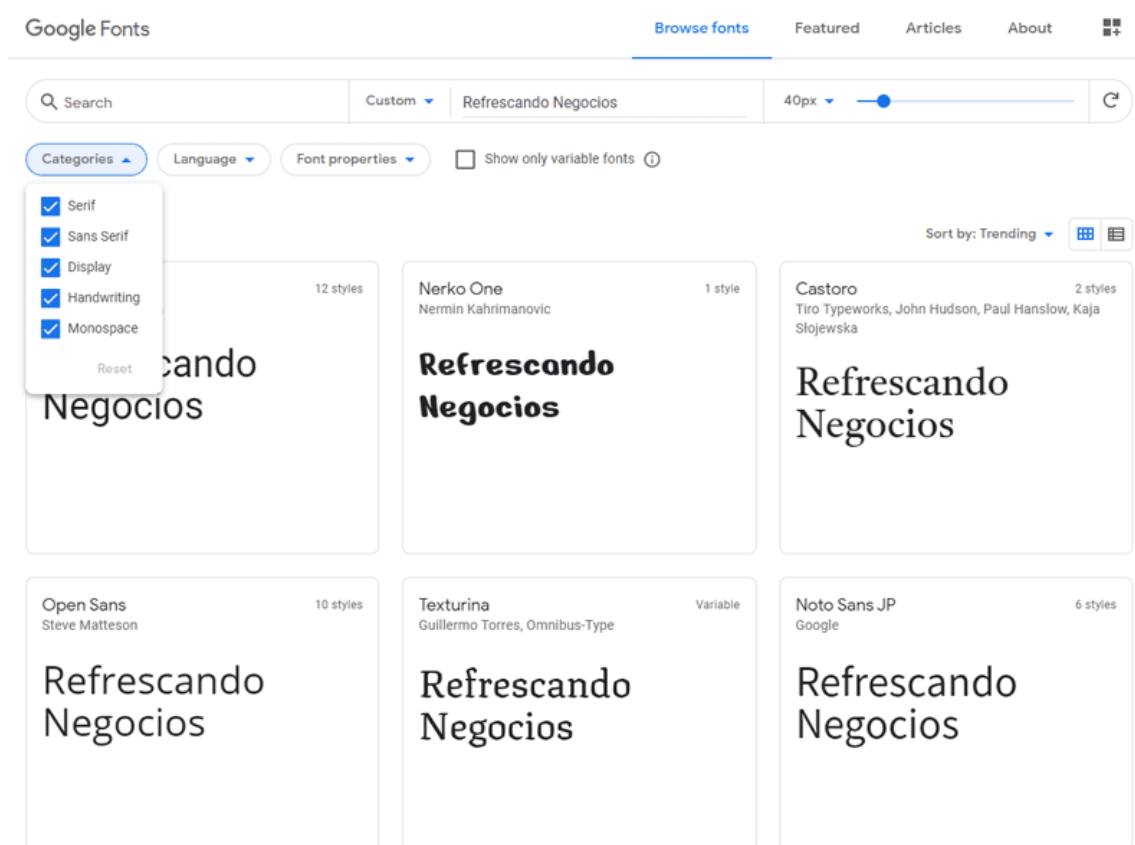 Google Fonts
Browse fonts
Featured
Articles
About
Search
Custom
Refrescando Negocios
40px
Categories
Language
Font properties
Show only variable fonts
Serif
Sans Serif
Display
Handwriting
Monospace
Reset
Sort by: Trending
12 styles
cando
Negocios
Nerko One
1 style
Nermin Kahrimanovic
Refrescando
Negocios
Castoro
2 styles
Tiro Typeworks, John Hudson, Paul Hanslow, Kaja
Słojewska
Refrescando
Negocios
Open Sans
10 styles
Steve Matteson
Refrescando
Negocios
Texturina
Variable
Guillermo Torres, Omnibus-Type
Refrescando
Negocios
Noto Sans JP
6 styles
Google
Refrescando
Negocios